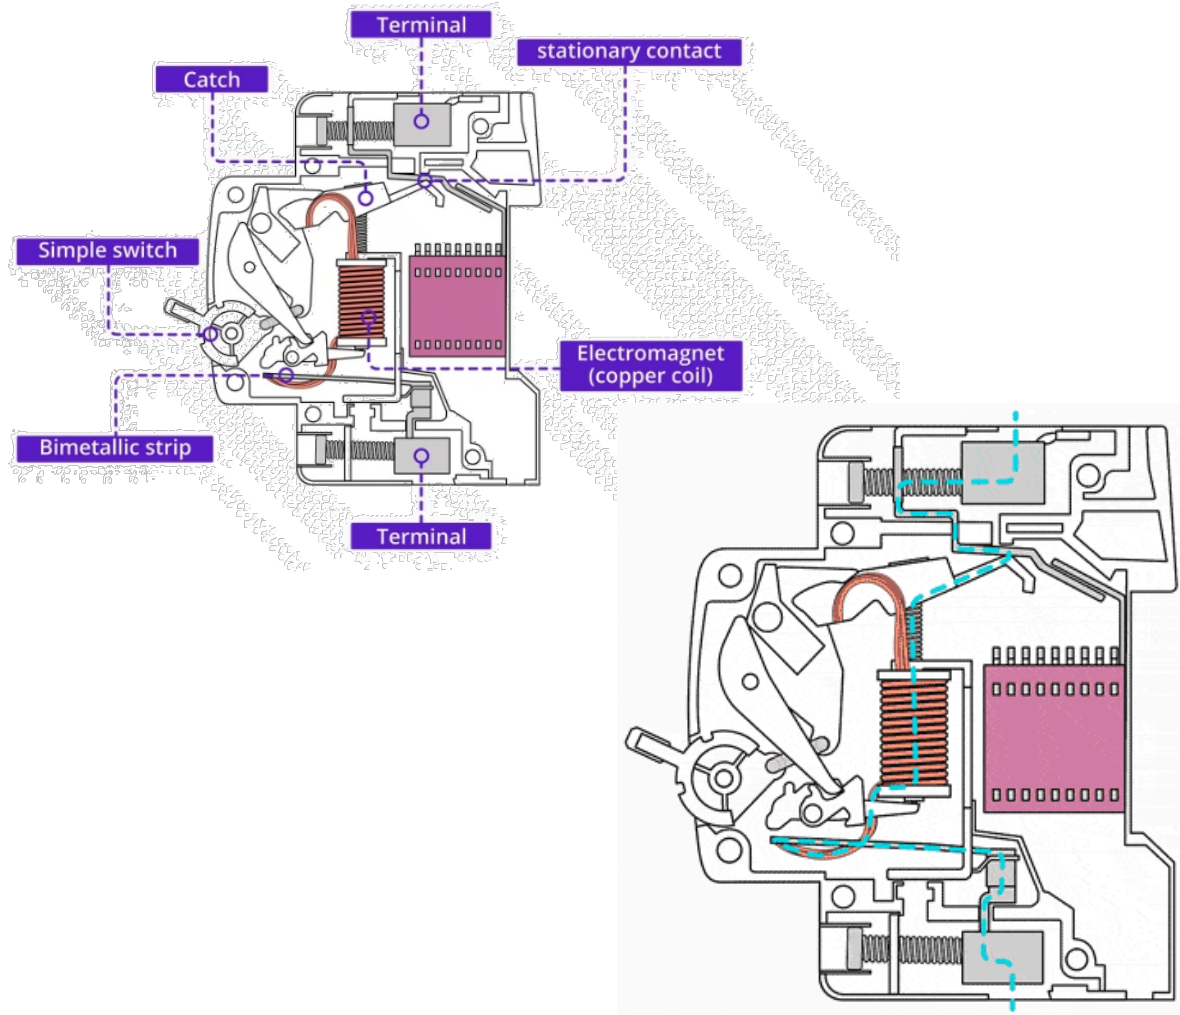 Terminal
stationary contact
Catch
Simple switch
Electromagnet
(copper coil)
Bimetallic strip
Terminal